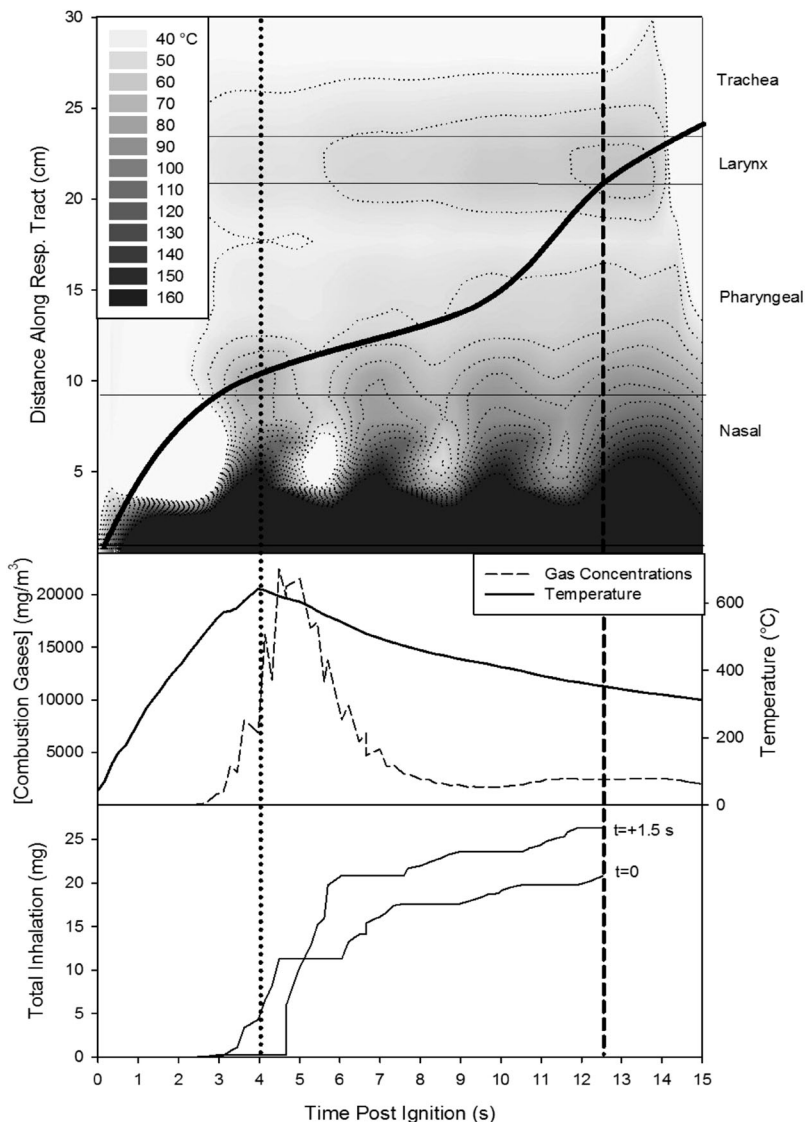 30
25
20
15
10
5
Distance Along Resp. Tract (cm)
40 °C
50
60
70
80
90
100
110
120
130
140
150
160
Trachea
Larynx
Pharyngeal
Nasal
20000
15000
10000
5000
[Combustion Gases] (mg/m³)
Gas Concentrations
Temperature
600
400
200
0
Temperature (°C)
25
20
15
10
5
0
Total Inhalation (mg)
t=+1.5 s
t=0
0 1 2 3 4 5 6 7 8 9 10 11 12 13 14 15
Time Post Ignition (s)